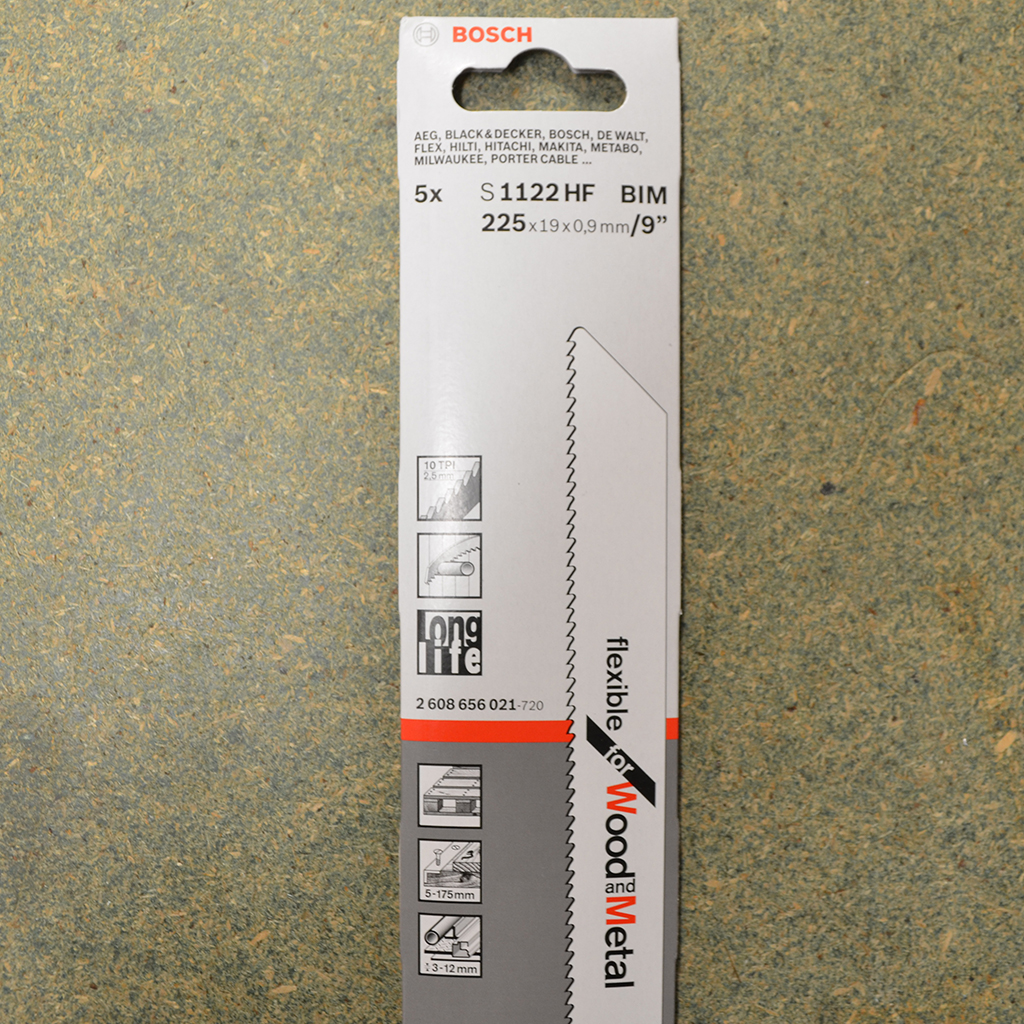 BOSCH
AEG, BLACK & DECKER, BOSCH, DE WALT,
FLEX, HILTI, HITACHI, MAKITA, METABO,
MILWAUKEE, PORTER CABLE ...
5x S 1122 HF BIM
225 x 19 x 0,9 mm/9”
10 TPI
2,5 mm
long
life
2 608 656 021-720
flexible for Wood and Metal
5-175mm
3-12mm